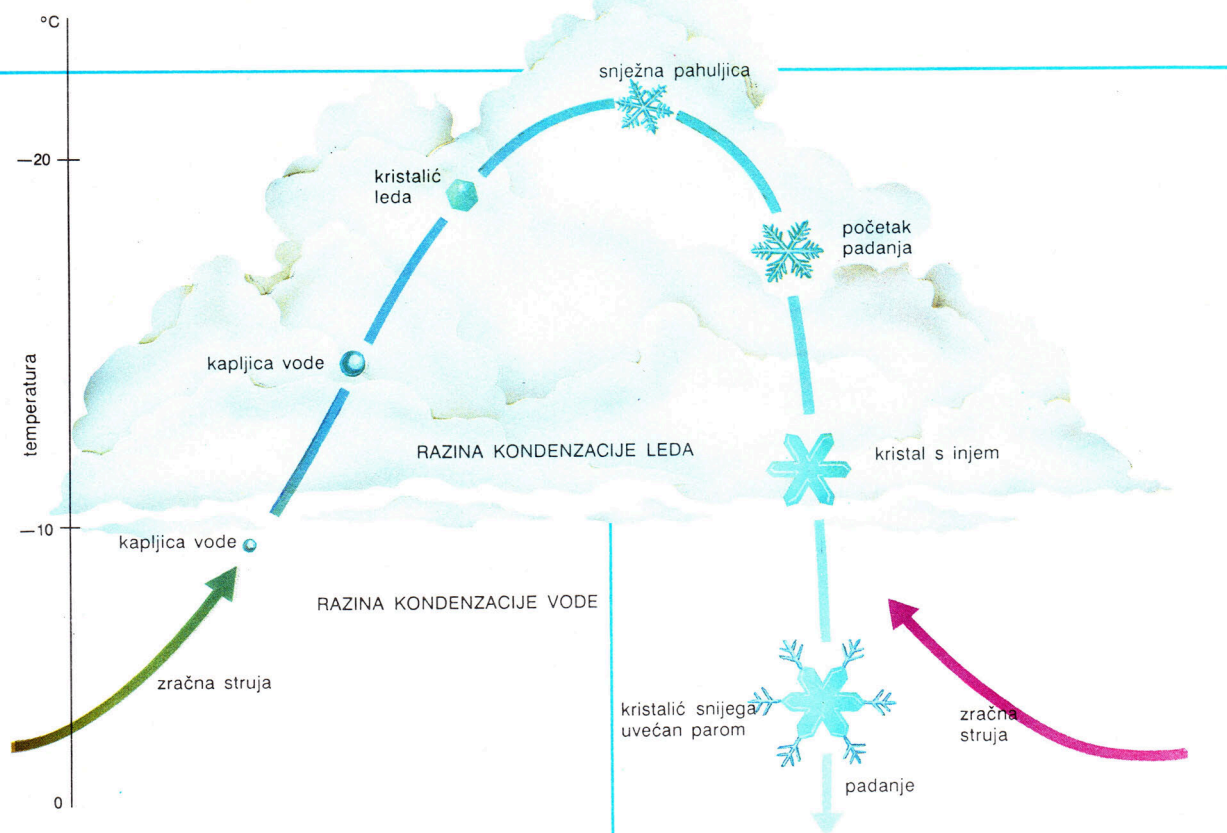 °C
snježna pahuljica
—20
kristalić
leda
početak
padanja
temperatura
kapljica vode
RAZINA KONDENZACIJE LEDA
kristal s injem
—10
kapljica vode
RAZINA KONDENZACIJE VODE
zračna struja
kristalić snijega
uvećan parom
zračna
struja
padanje
0